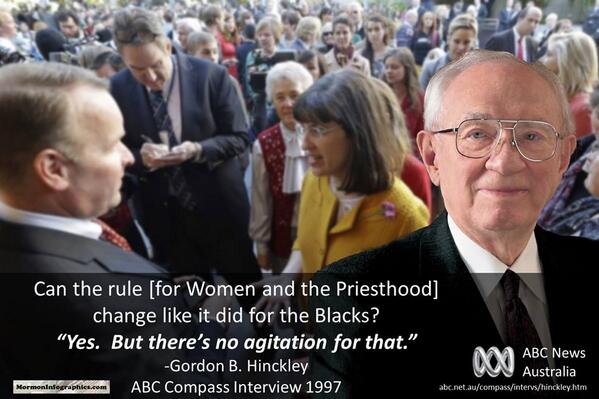 Can the rule [for Women and the Priesthood]
change like it did for the Blacks?
“Yes.  But there’s no agitation for that.”
-Gordon B. Hinckley
ABC Compass Interview 1997
ABC News
Australia
MormonInfographics.com
abc.net.au/compass/intervs/hinckley.htm